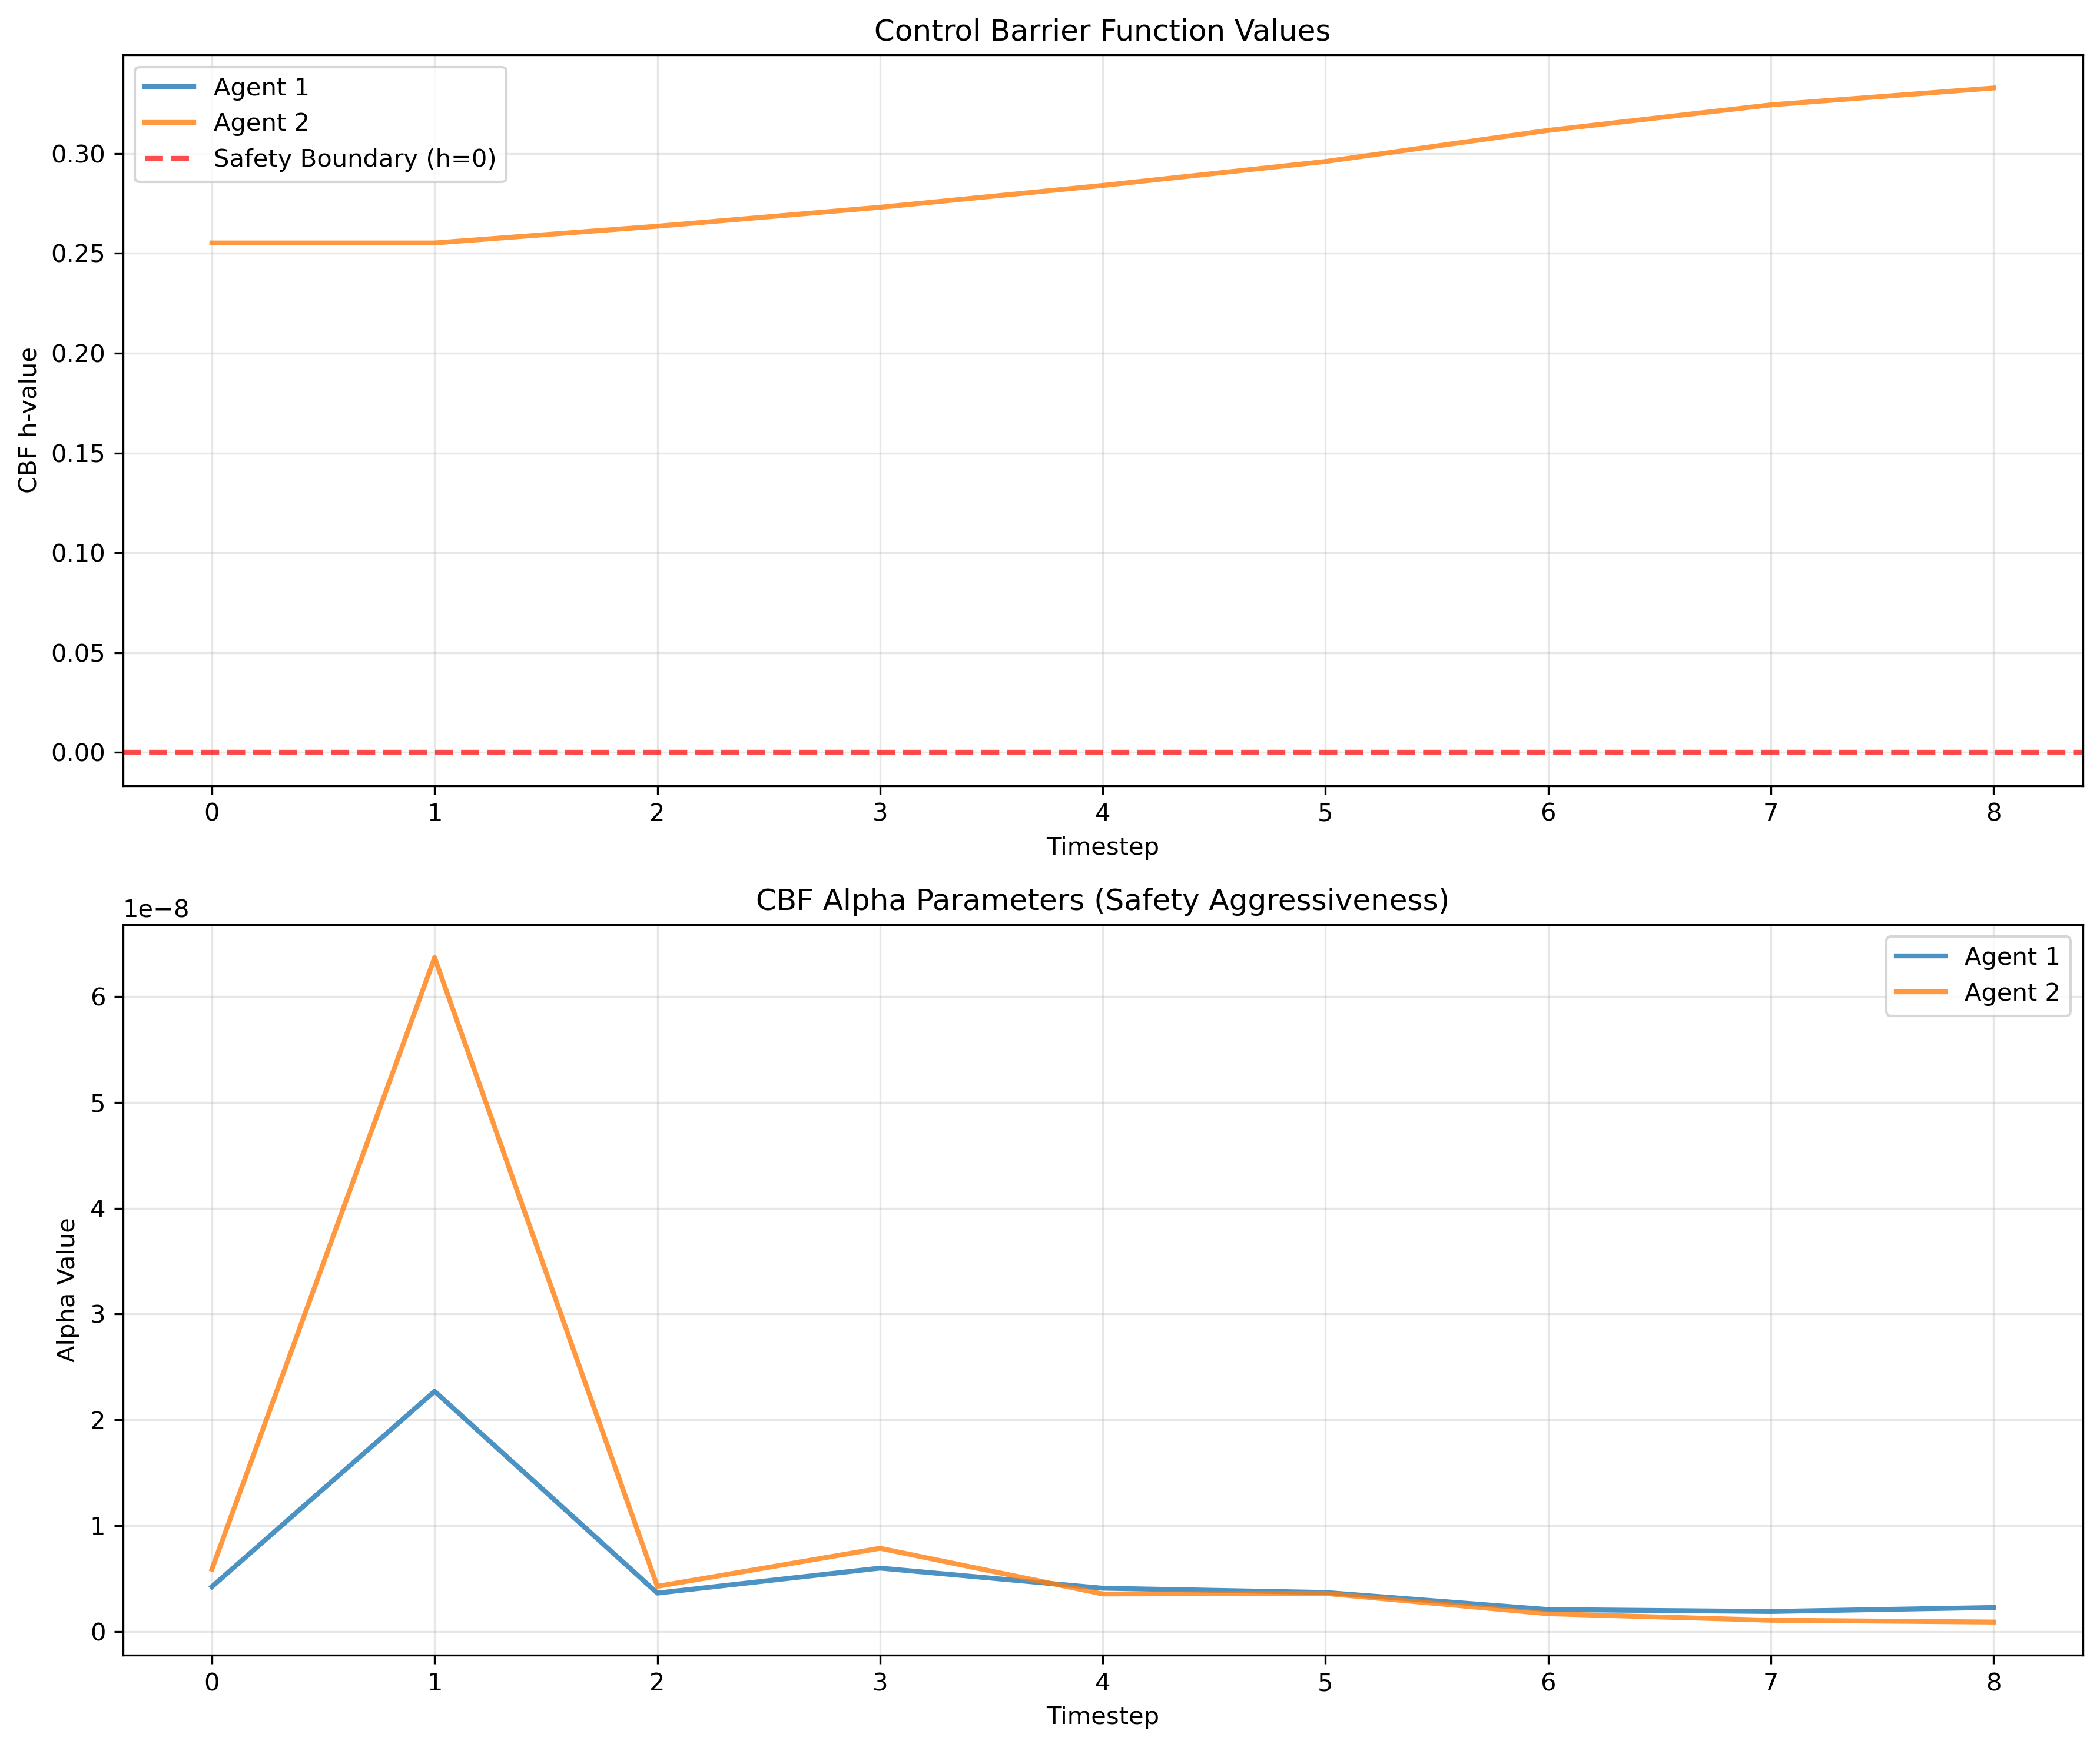 Control Barrier Function Values
Agent 1
Agent 2
Safety Boundary (h=0)
CBF h-value
0.30
0.25
0.20
0.15
0.10
0.05
0.00
0 1 2 3 4 5 6 7 8
Timestep
CBF Alpha Parameters (Safety Aggressiveness)
1e−8
Agent 1
Agent 2
Alpha Value
6
5
4
3
2
1
0
0 1 2 3 4 5 6 7 8
Timestep